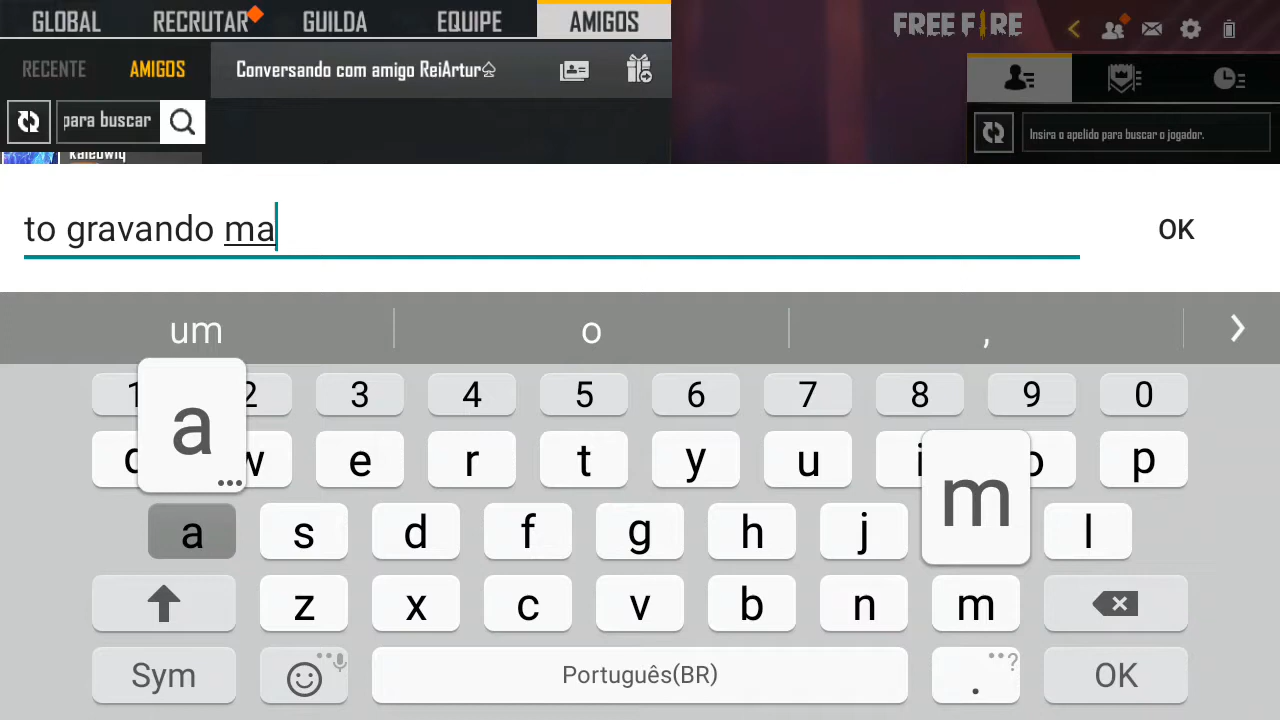 GLOBAL RECRUTAR GUILDA EQUIPE AMIGOS
FREE FIRE
RECENTE AMIGOS Conversando com amigo ReiArtur♤
para buscar
Insira o apelido para buscar o jogador.
Kaledwig
to gravando ma
OK
um o ,
1 2 3 4 5 6 7 8 9 0
a
q w e r t y u i o p
m
a s d f g h j l
z x c v b n m
Sym Português(BR) . ? OK